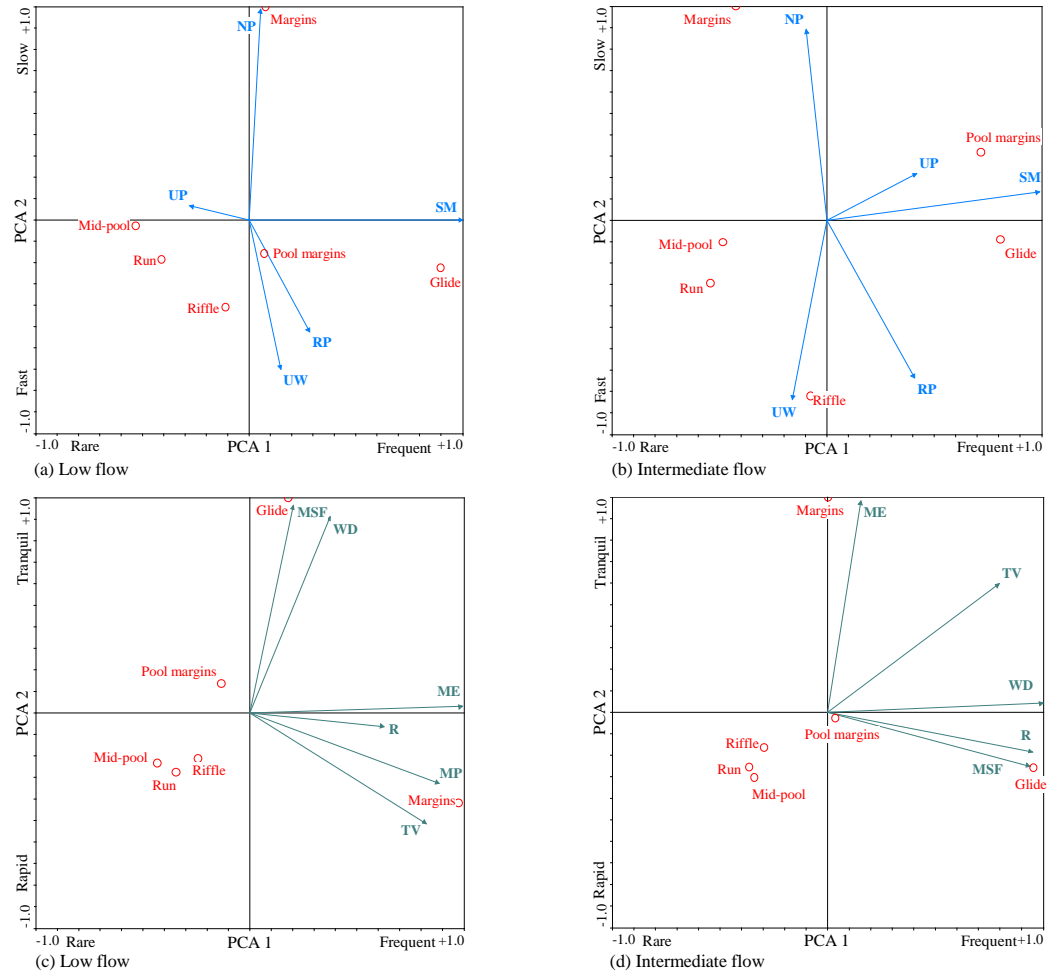 Slow +1.0
NP
Margins
UP
SM
PCA 2
Mid-pool
Run
Pool margins
Glide
Riffle
RP
UW
-1.0 Fast
-1.0 Rare
PCA 1
Frequent +1.0
(a) Low flow
Slow +1.0
NP
Margins
Pool margins
UP
SM
PCA 2
Mid-pool
Glide
Run
RP
Riffle
UW
-1.0 Fast
-1.0 Rare
PCA 1
Frequent +1.0
(b) Intermediate flow
Tranquil +1.0
Glide
MSF
WD
Pool margins
ME
PCA 2
R
Mid-pool
Riffle
Run
MP
Margins
TV
-1.0 Rapid
-1.0 Rare
PCA 1
Frequent +1.0
(c) Low flow
Tranquil +1.0
Margins
ME
TV
WD
PCA 2
Pool margins
R
Riffle
Run
MSF
Mid-pool
Glide
-1.0 Rapid
-1.0 Rare
PCA 1
Frequent +1.0
(d) Intermediate flow